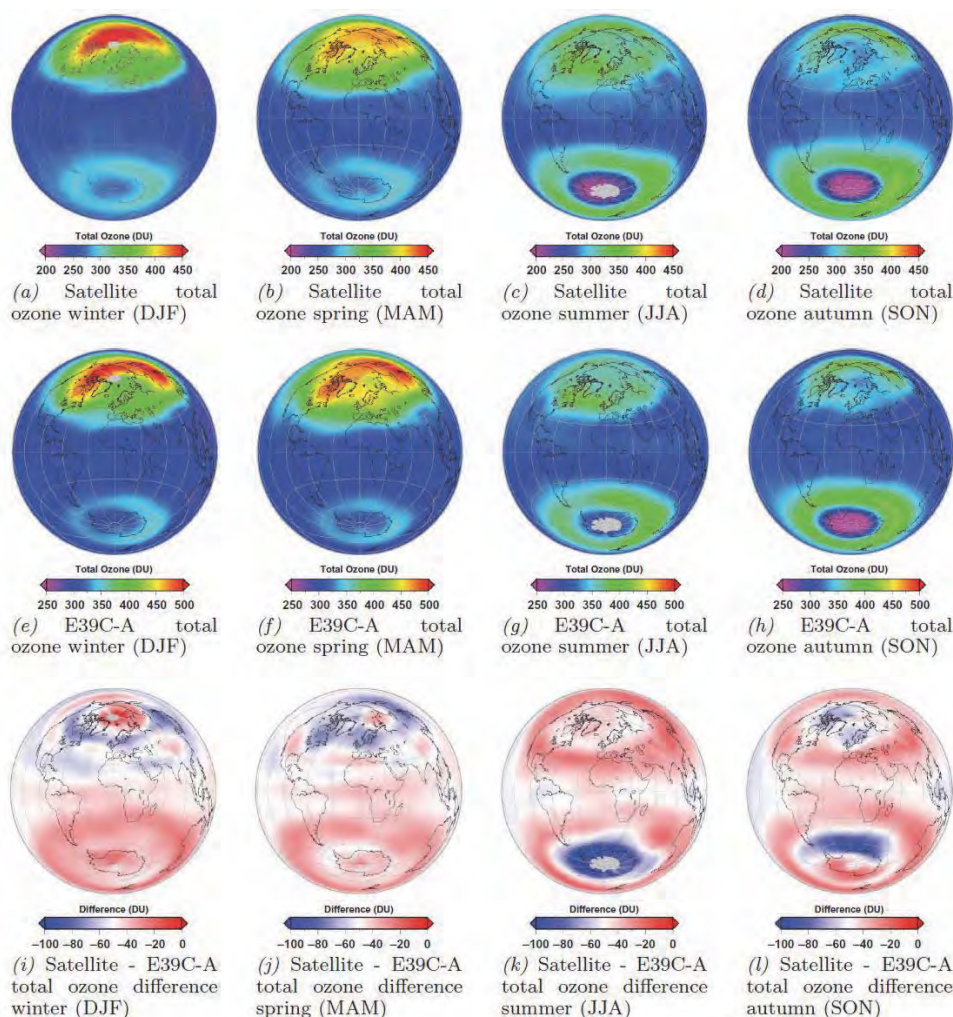 Total Ozone (DU)
200 250 300 350 400 450
(a) Satellite total
ozone winter (DJF)
Total Ozone (DU)
200 250 300 350 400 450
(b) Satellite total
ozone spring (MAM)
Total Ozone (DU)
200 250 300 350 400 450
(c) Satellite total
ozone summer (JJA)
Total Ozone (DU)
200 250 300 350 400 450
(d) Satellite total
ozone autumn (SON)
Total Ozone (DU)
250 300 350 400 450 500
(e) E39C-A total
ozone winter (DJF)
Total Ozone (DU)
250 300 350 400 450 500
(f) E39C-A total
ozone spring (MAM)
Total Ozone (DU)
250 300 350 400 450 500
(g) E39C-A total
ozone summer (JJA)
Total Ozone (DU)
250 300 350 400 450 500
(h) E39C-A total
ozone autumn (SON)
Difference (DU)
−100 −80 −60 −40 −20 0
(i) Satellite - E39C-A
total ozone difference
winter (DJF)
Difference (DU)
−100 −80 −60 −40 −20 0
(j) Satellite - E39C-A
total ozone difference
spring (MAM)
Difference (DU)
−100 −80 −60 −40 −20 0
(k) Satellite - E39C-A
total ozone difference
summer (JJA)
Difference (DU)
−100 −80 −60 −40 −20 0
(l) Satellite - E39C-A
total ozone difference
autumn (SON)